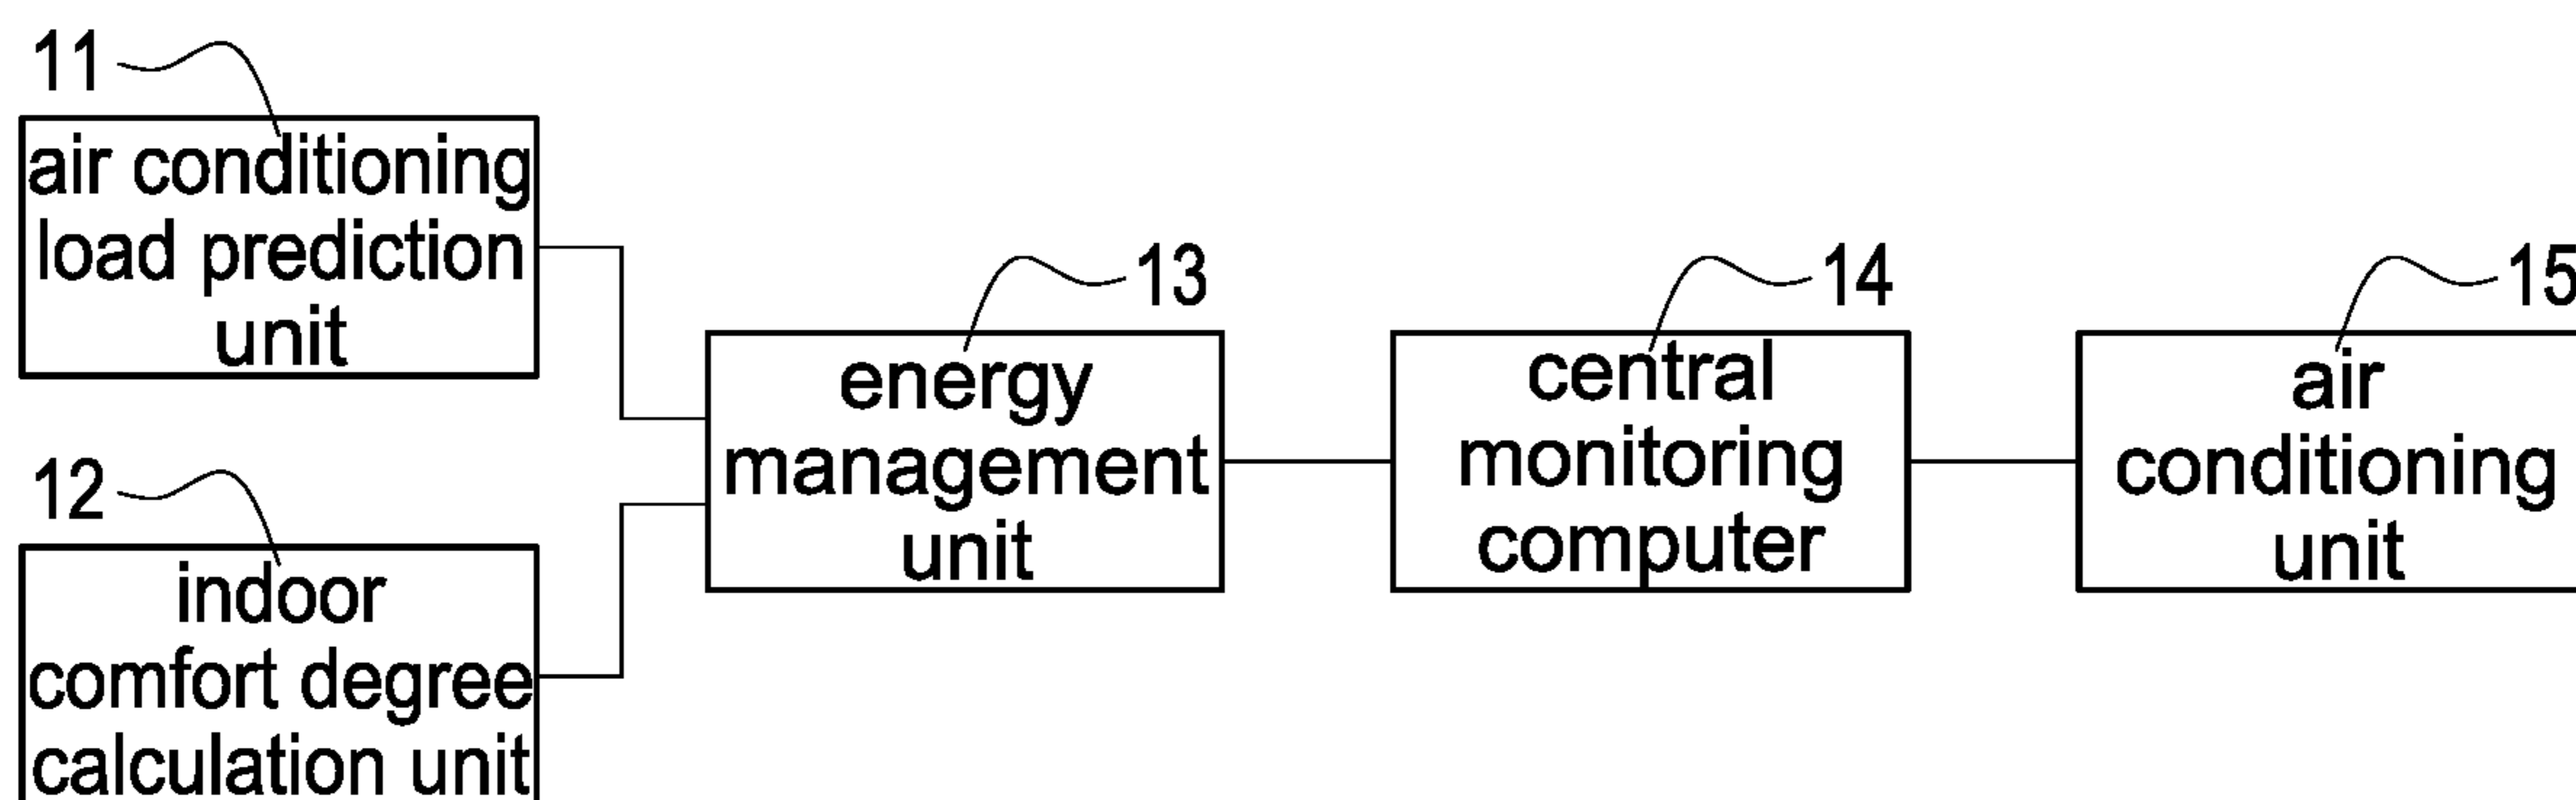 11
air conditioning
load prediction
unit
12
indoor
comfort degree
calculation unit
13
energy
management
unit
14
central
monitoring
computer
15
air
conditioning
unit